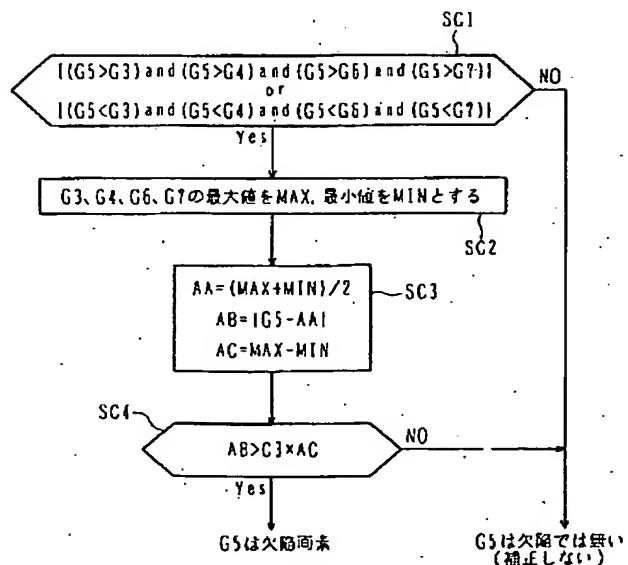 SC1
[{(G5>G3) and (G5>G4) and (G5>G6) and (G5>G7)}]
or
[{(G5<G3) and (G5<G4) and (G5<G6) and (G5<G7)}]
NO
Yes
G3、G4、G6、G7の最大値をMAX、最小値をMINとする
SC2
AA=(MAX+MIN)/2
AB=|G5-AA|
AC=MAX-MIN
SC3
SC4
AB>C3×AC
NO
Yes
G5は欠陥画素
G5は欠陥では無い
(補正しない)